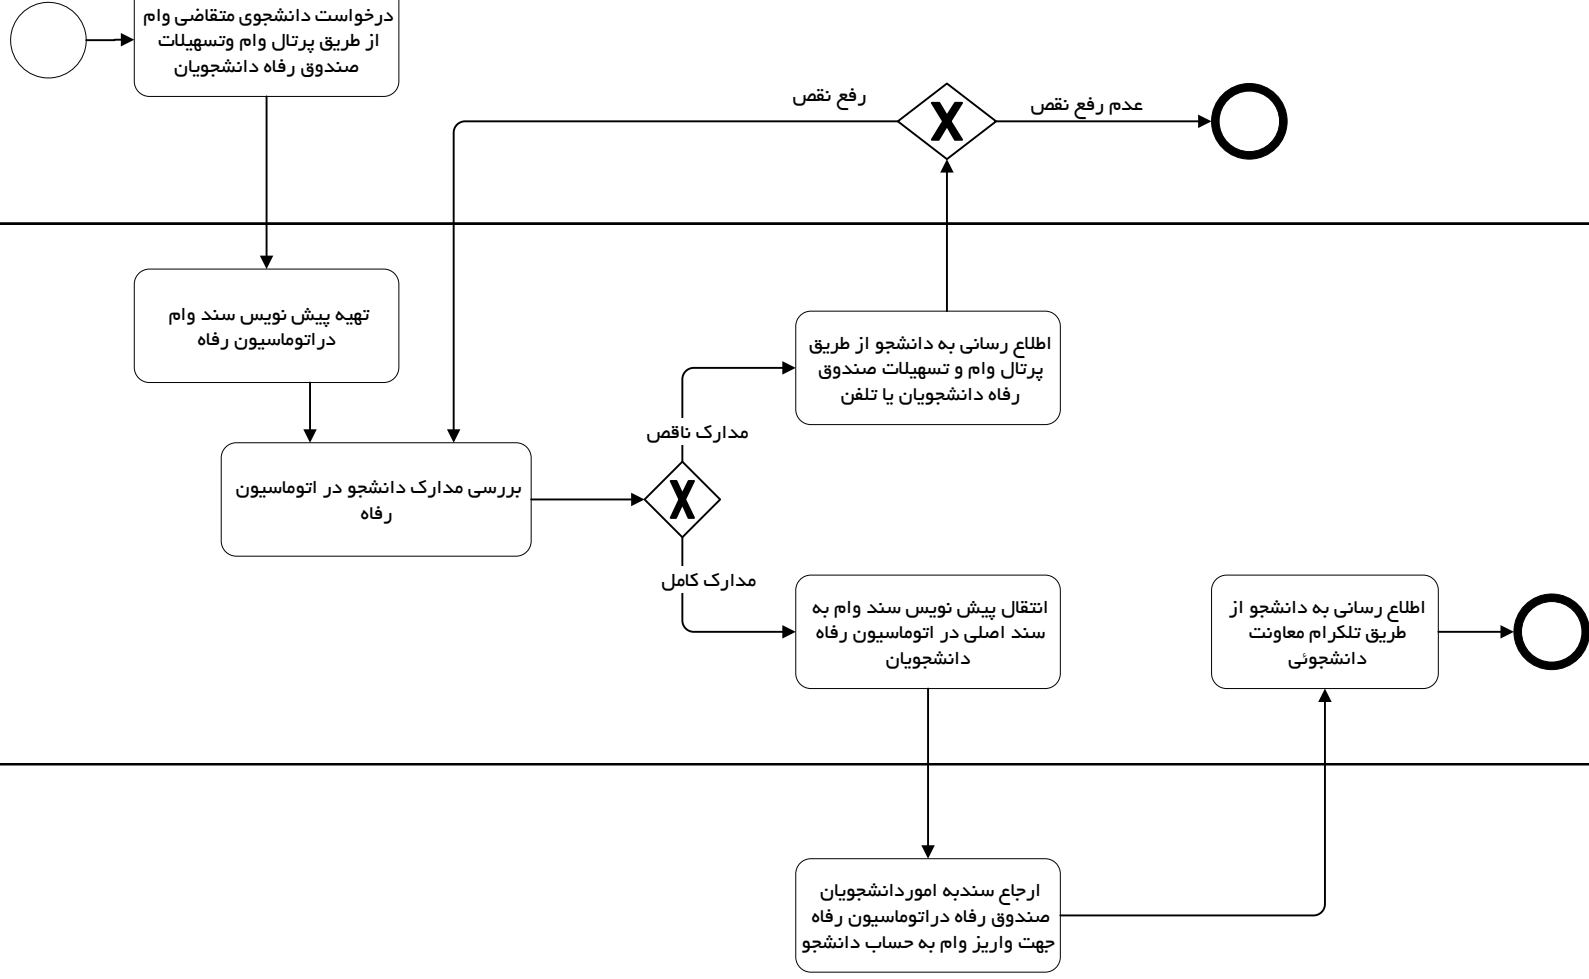 درخواست دانشجوی متقاضی وام
از طریق پرتال وام وتسهیلات
صندوق رفاه دانشجویان
رفع نقص
عدم رفع نقص
تهیه پیش نویس سند وام
دراتوماسیون رفاه
اطلاع رسانی به دانشجو از طریق
پرتال وام و تسهیلات صندوق
رفاه دانشجویان یا تلفن
مدارک ناقص
بررسی مدارک دانشجو در اتوماسیون
رفاه
مدارک کامل
انتقال پیش نویس سند وام به
سند اصلی در اتوماسیون رفاه
دانشجویان
اطلاع رسانی به دانشجو از
طریق تلگرام معاونت
دانشجوئی
ارجاع سندبه اموردانشجویان
صندوق رفاه دراتوماسیون رفاه
جهت واریز وام به حساب دانشجو